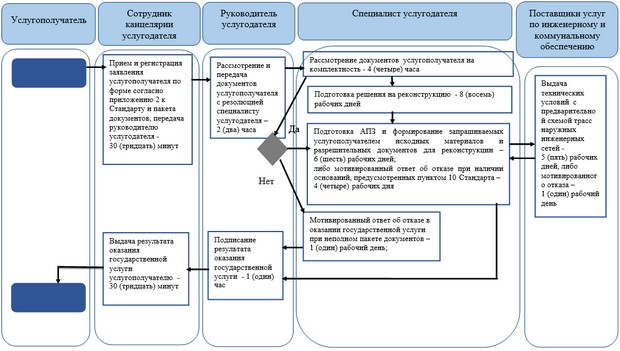 Услугополучатель
Сотрудник
канцелярии
услугодателя
Руководитель
услугодателя
Специалист услугодателя
Поставщики услуг
по инженерному и
коммунальному
обеспечению
Прием и регистрация
заявления
услугополучателя по
форме согласно
приложению 2 к
Стандарту и пакета
документов, передача
руководителю
услугодателя -
30 (тридцать) минут
Рассмотрение и
передача
документов
услугополучателя
с резолюцией
специалисту
услугодателя –
2 (два) часа
Рассмотрение документов услугополучателя на
комплектность - 4 (четыре) часа
Подготовка решения на реконструкцию - 8 (восемь)
рабочих дней
Да
Нет
Подготовка АПЗ и формирование запрашиваемых
услугополучателем исходных материалов и
разрешительных документов для реконструкции –
6 (шесть) рабочих дней;
либо мотивированный ответ об отказе при наличии
оснований, предусмотренных пунктом 10 Стандарта –
4 (четыре) рабочих дня
Мотивированный ответ об отказе в
оказании государственной услуги
при неполном пакете документов –
1 (один) рабочий день;
Выдача
технических
условий с
предварительно
й схемой трасс
наружных
инженерных
сетей -
5 (пять) рабочих
дней, либо
мотивированног
о отказа –
1 (один) рабочий
день
Выдача результата
оказания
государственной
услуги
услугополучателю -
30 (тридцать) минут
Подписание
результата
оказания
государственной
услуги - 1 (один)
час